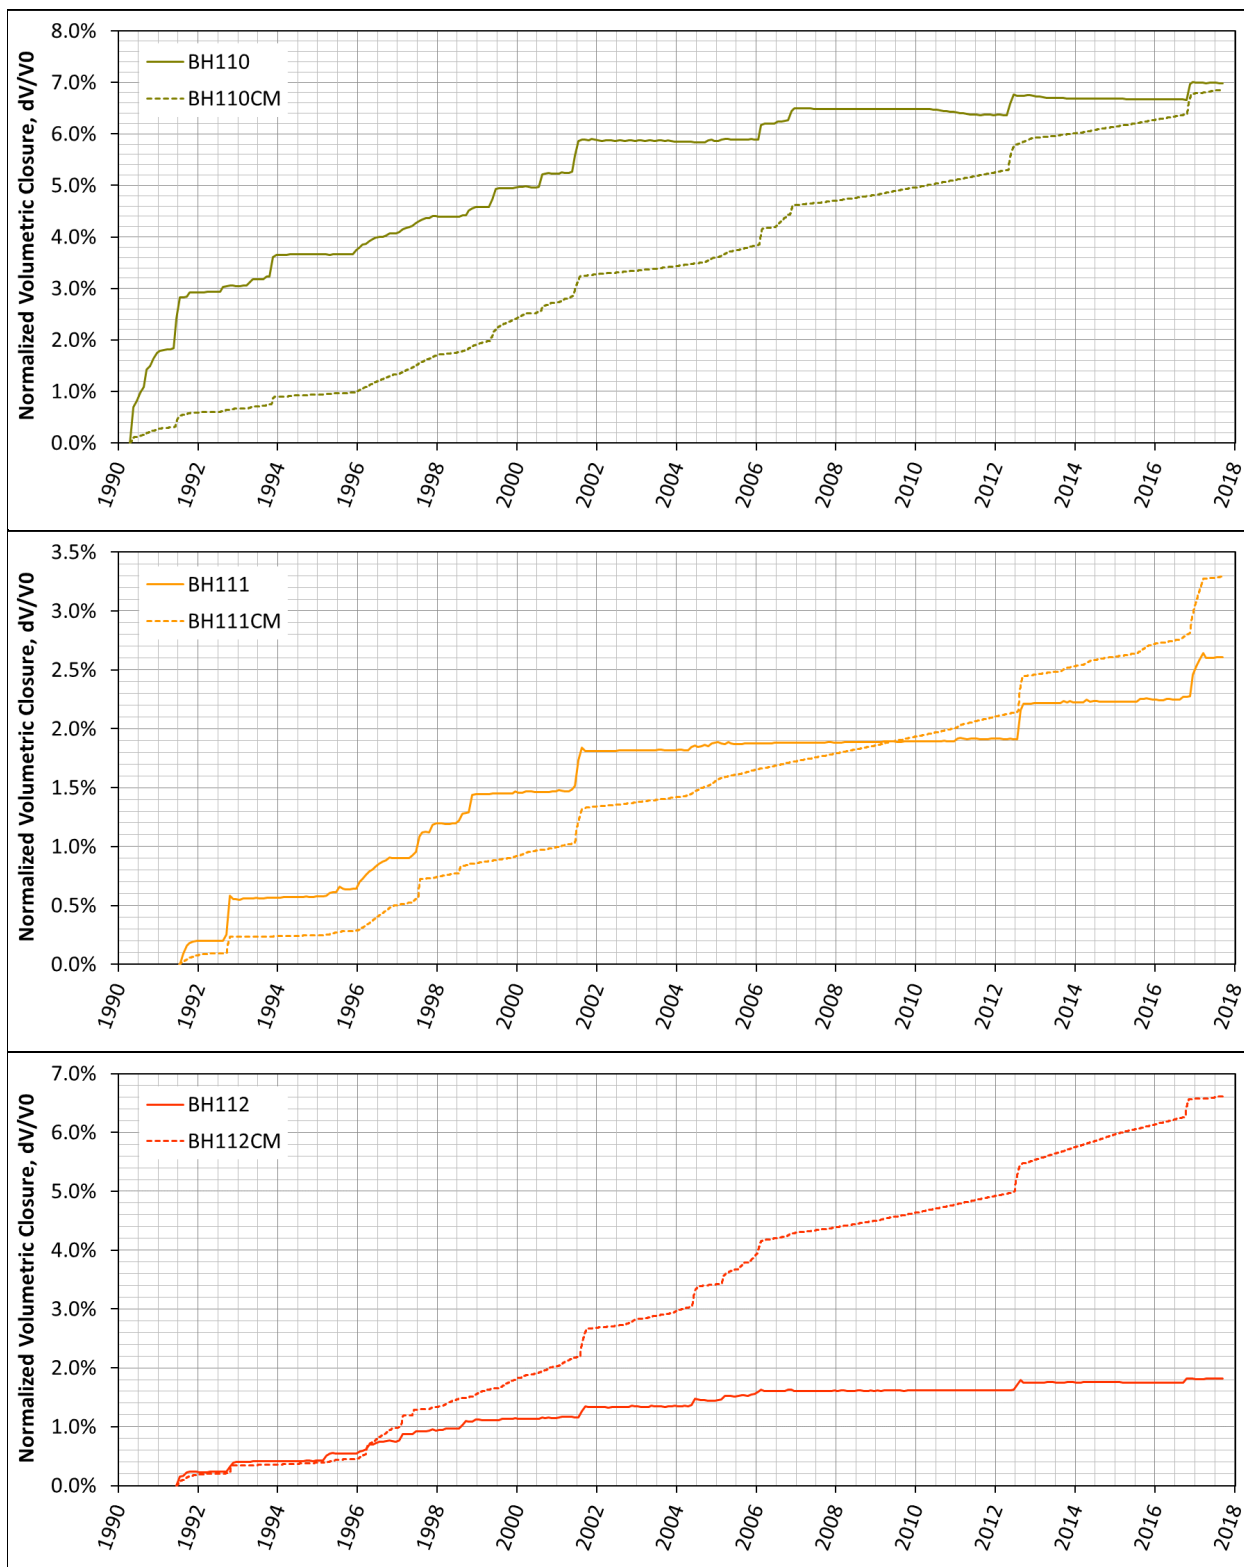 Normalized Volumetric Closure, dV/V0
8.0%
7.0%
6.0%
5.0%
4.0%
3.0%
2.0%
1.0%
0.0%
BH110
BH110CM
1990 1992 1994 1996 1998 2000 2002 2004 2006 2008 2010 2012 2014 2016 2018
Normalized Volumetric Closure, dV/V0
3.5%
3.0%
2.5%
2.0%
1.5%
1.0%
0.5%
0.0%
BH111
BH111CM
1990 1992 1994 1996 1998 2000 2002 2004 2006 2008 2010 2012 2014 2016 2018
Normalized Volumetric Closure, dV/V0
7.0%
6.0%
5.0%
4.0%
3.0%
2.0%
1.0%
0.0%
BH112
BH112CM
1990 1992 1994 1996 1998 2000 2002 2004 2006 2008 2010 2012 2014 2016 2018